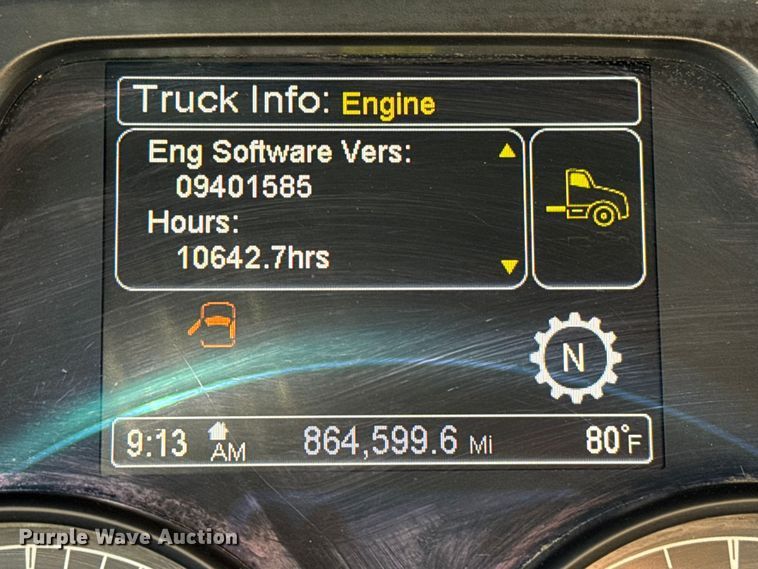 Truck Info: Engine
Eng Software Vers:
09401585
Hours:
10642.7hrs
N
9:13 AM 864,599.6 Mi 80°F
Purple Wave Auction